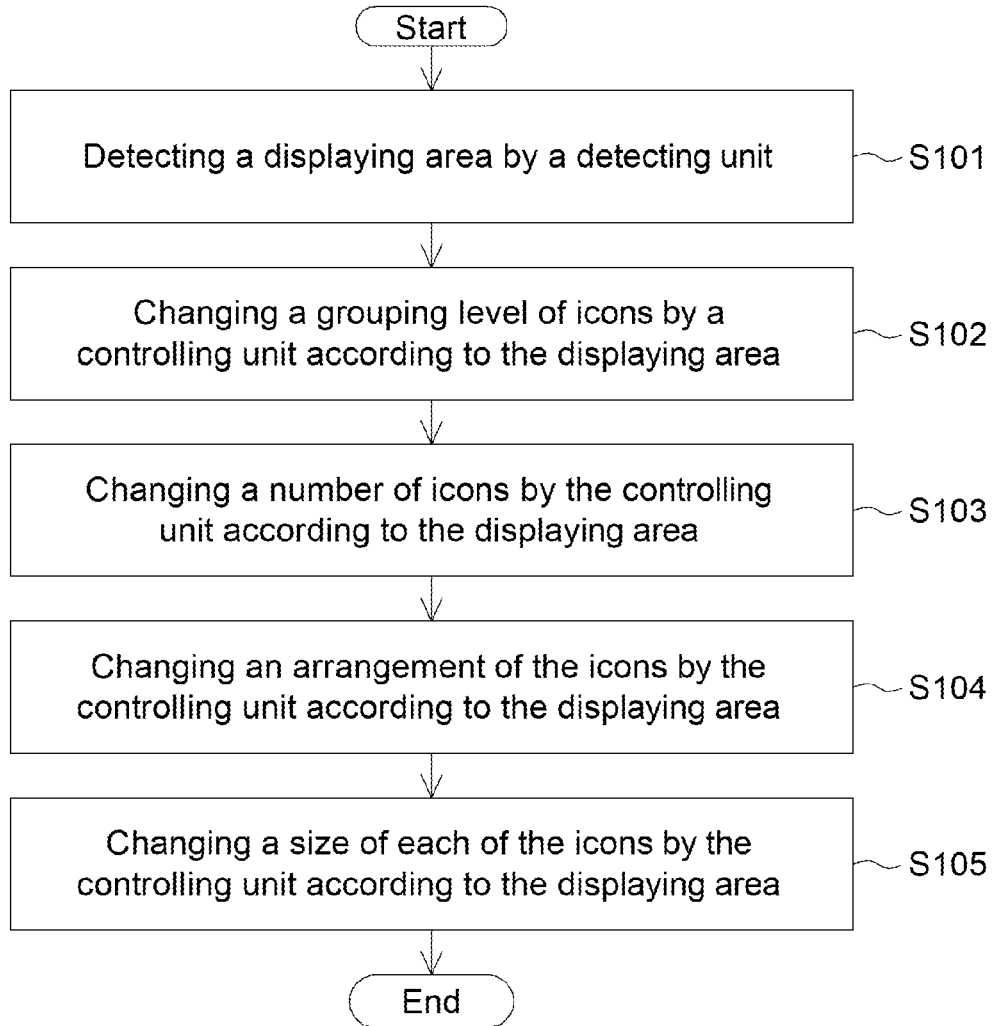 Start
Detecting a displaying area by a detecting unit
S101
Changing a grouping level of icons by a
controlling unit according to the displaying area
S102
Changing a number of icons by the controlling
unit according to the displaying area
S103
Changing an arrangement of the icons by the
controlling unit according to the displaying area
S104
Changing a size of each of the icons by the
controlling unit according to the displaying area
S105
End